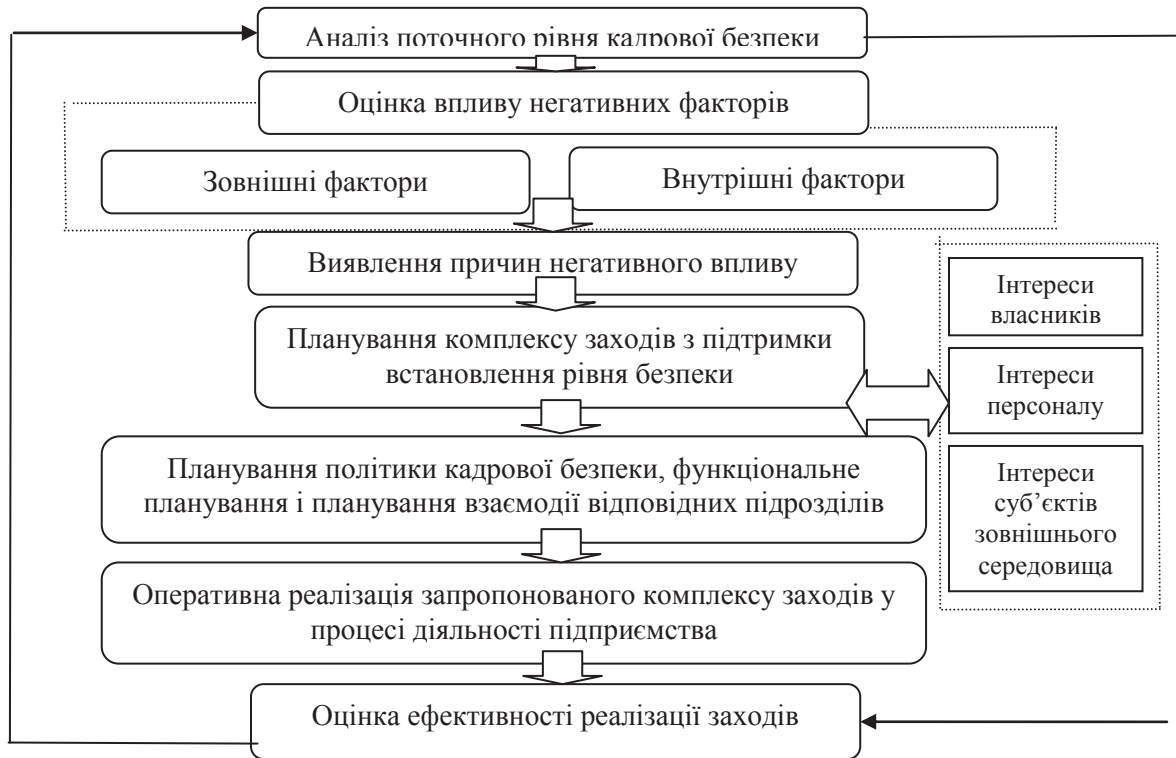 Аналіз поточного рівня кадрової безпеки
Оцінка впливу негативних факторів
Зовнішні фактори
Внутрішні фактори
Виявлення причин негативного впливу
Планування комплексу заходів з підтримки
встановлення рівня безпеки
Інтереси
власників
Інтереси
персоналу
Інтереси
суб’єктів
зовнішнього
середовища
Планування політики кадрової безпеки, функціональне
планування і планування взаємодії відповідних підрозділів
Оперативна реалізація запропонованого комплексу заходів у
процесі діяльності підприємства
Оцінка ефективності реалізації заходів